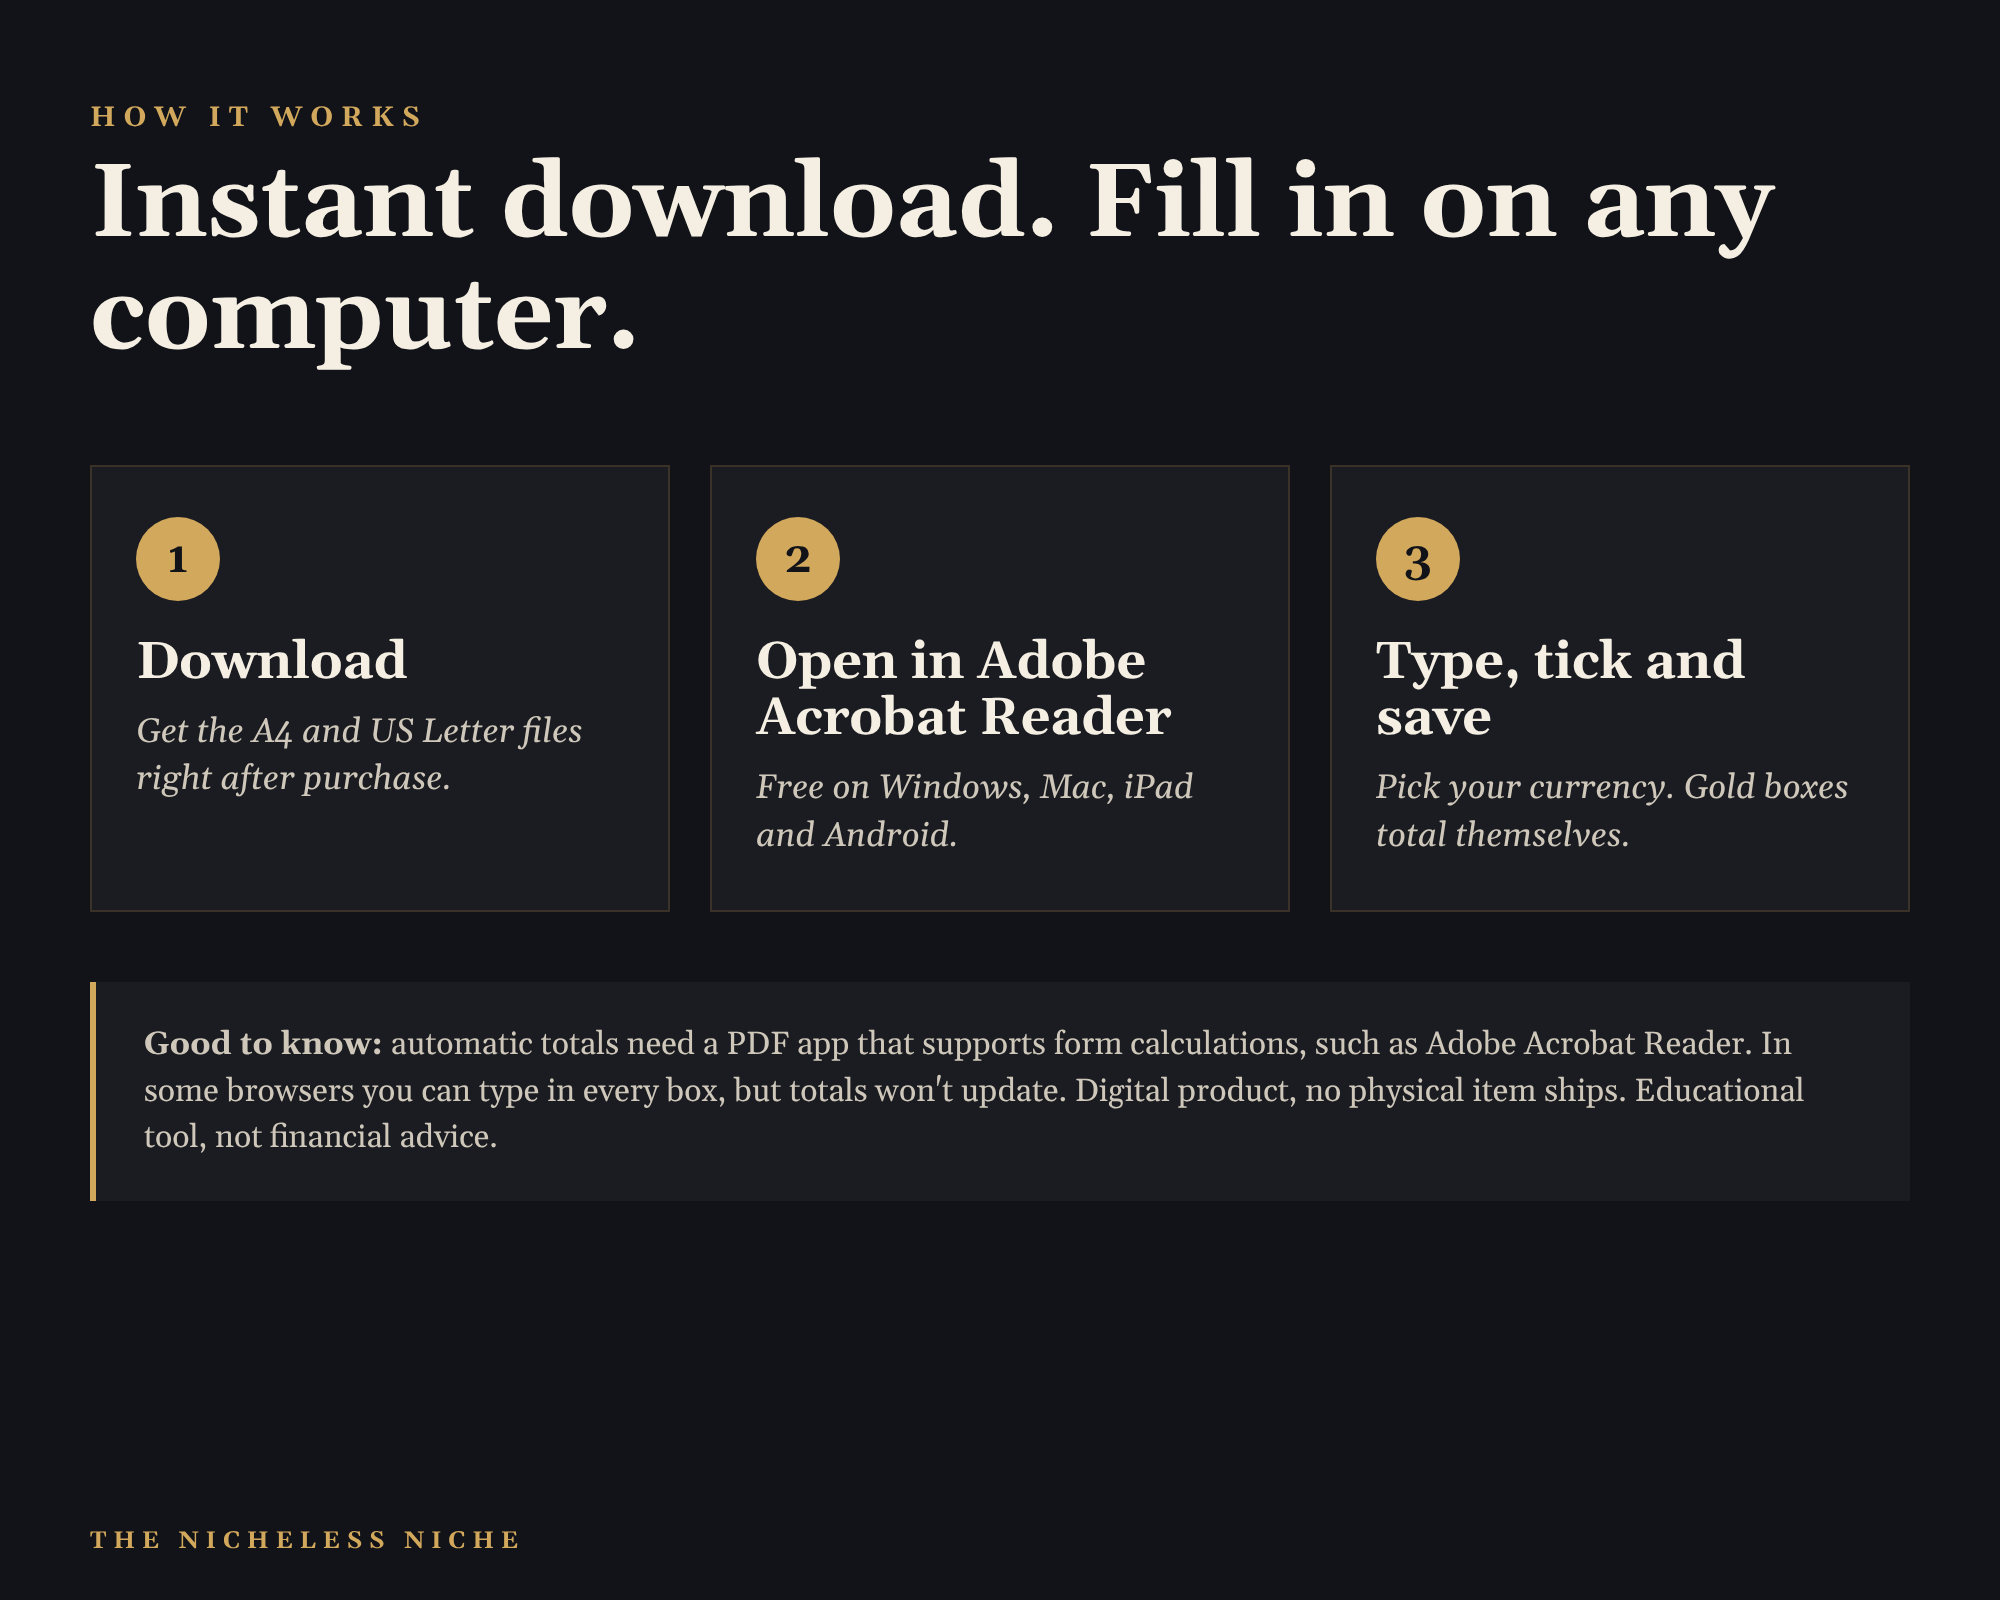 HOW IT WORKS
Instant download. Fill in on any
computer.
1
Download
Get the A4 and US Letter files
right after purchase.
2
Open in Adobe
Acrobat Reader
Free on Windows, Mac, iPad
and Android.
3
Type, tick and
save
Pick your currency. Gold boxes
total themselves.
Good to know: automatic totals need a PDF app that supports form calculations, such as Adobe Acrobat Reader. In
some browsers you can type in every box, but totals won't update. Digital product, no physical item ships. Educational
tool, not financial advice.
THE NICHELESS NICHE